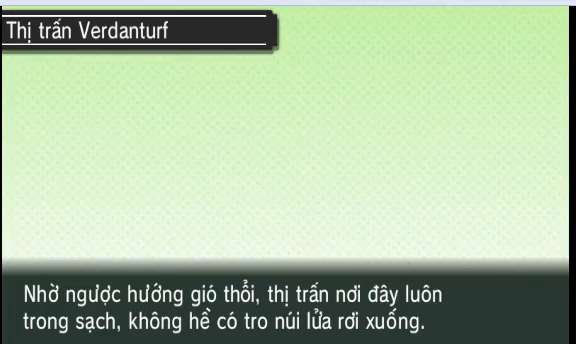 Thị trấn Verdanturf
Nhờ ngược hướng gió thổi, thị trấn nơi đây luôn
trong sạch, không hề có tro núi lửa rơi xuống.